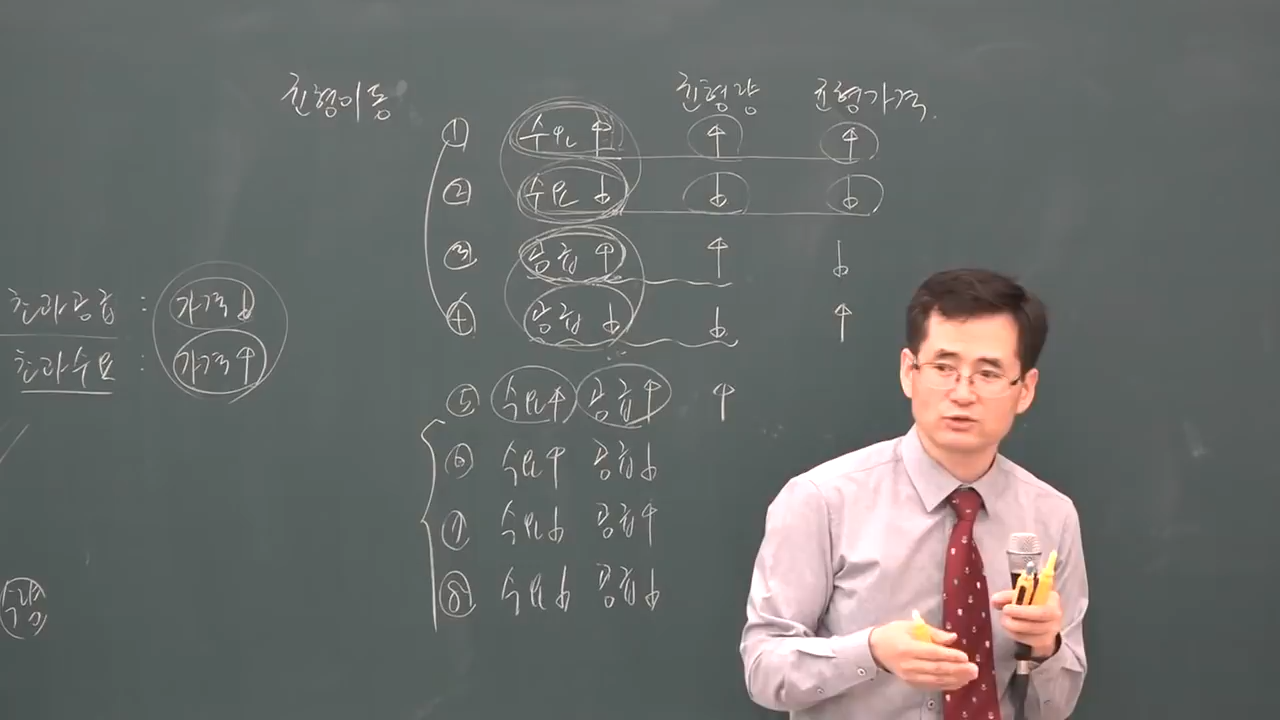 균형이동 균형량 균형가격
① 수요↑ ↑ ↑
② 수요↓ ↓ ↓
③ 공급↑ ↑ ↓
④ 공급↓ ↓ ↑
초과공급 : 가격↓
초과수요 : 가격↑
⑤ 수요↑ 공급↑ ↑
⑥ 수요↑ 공급↓
⑦ 수요↓ 공급↑
⑧ 수요↓ 공급↓